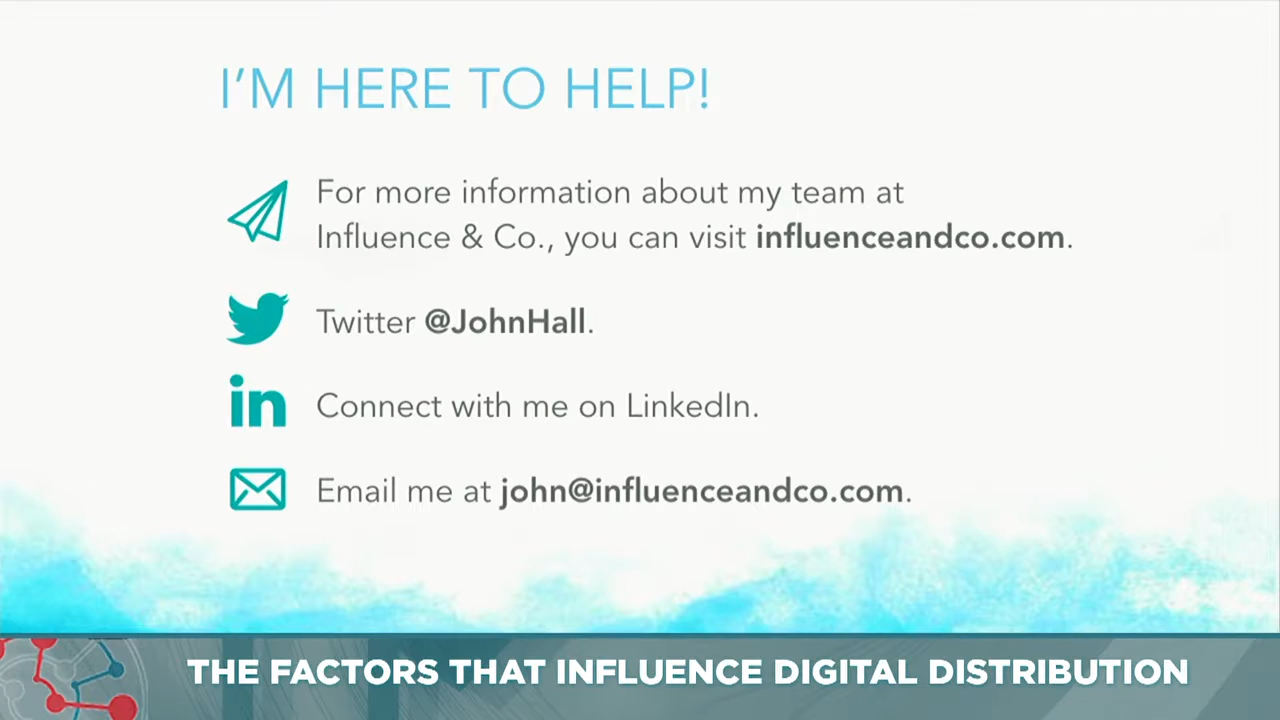 I'M HERE TO HELP!
For more information about my team at
Influence & Co., you can visit influenceandco.com.
Twitter @JohnHall.
in Connect with me on LinkedIn.
Email me at john@influenceandco.com.
THE FACTORS THAT INFLUENCE DIGITAL DISTRIBUTION